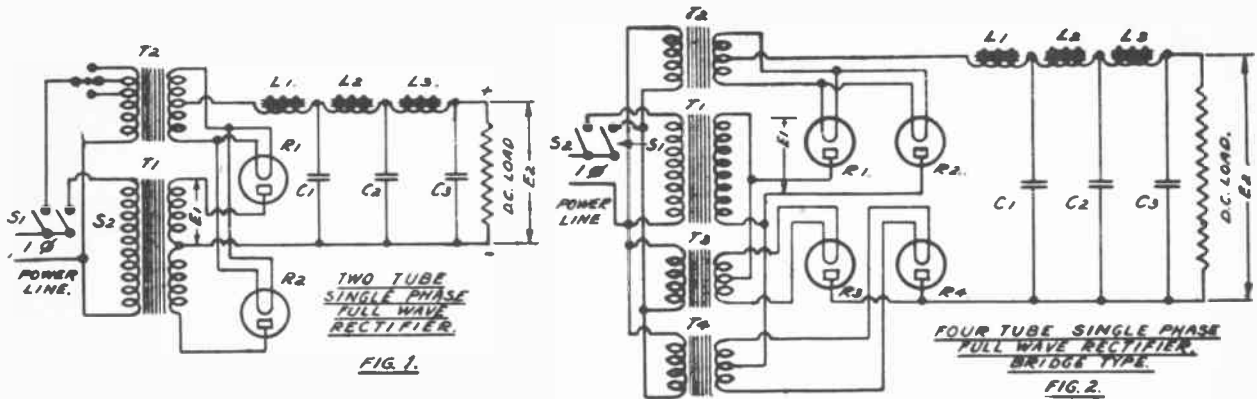 T2
L1.
L2
L3.
+
R1
T1
C1
C2
C3
D.C. LOAD
E2
S1
S2
E1
1 Ø
POWER
LINE.
R2
-
TWO TUBE
SINGLE PHASE
FULL WAVE
RECTIFIER.
FIG. 1.
T2
L1
L2
L3
T1
E1
S2
S1
1 Ø
R1.
R2.
POWER
LINE
C1
C2
C3
D.C. LOAD.
E2
T3
R3
R4
T4
FOUR TUBE SINGLE PHASE
FULL WAVE RECTIFIER,
BRIDGE TYPE.
FIG. 2.